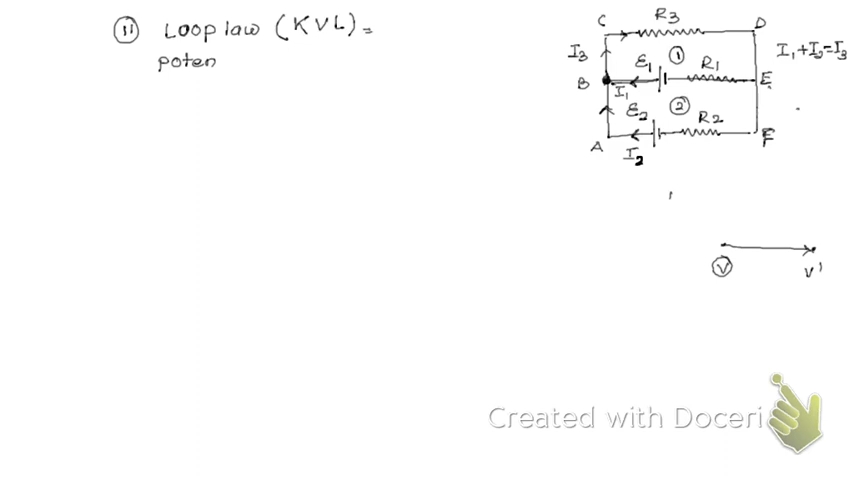 (ii) Loop law (KVL) =
poten
C R3 D
I3 E1 (1) R1 I1+I2=I3
B I1 E
E2 (2) R2
A I2 F
V V'
Created with Doceri